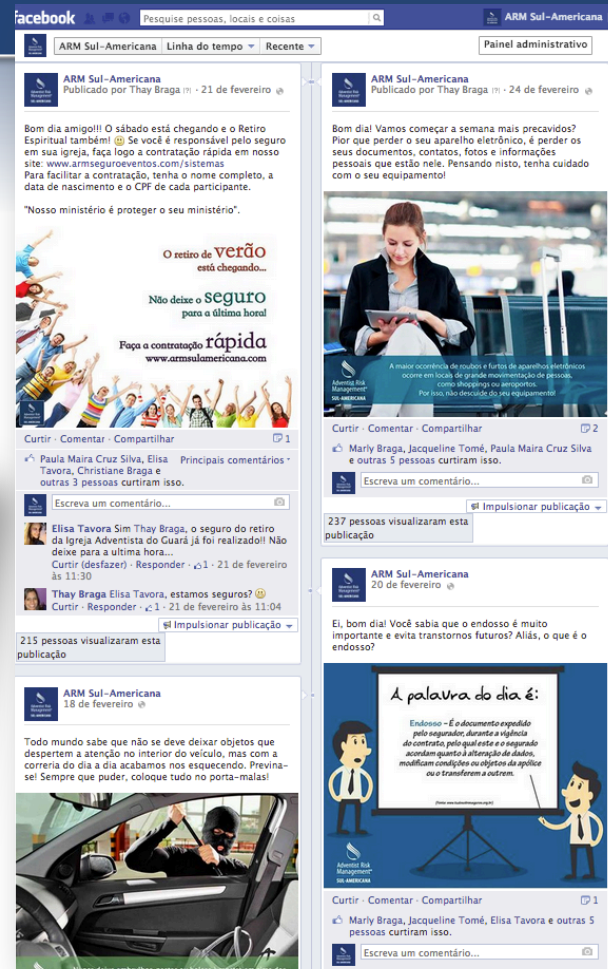 facebook
Pesquise pessoas, locais e coisas
ARM Sul-Americana
ARM Sul-Americana
Linha do tempo
Recente
Painel administrativo
ARM Sul-Americana
Publicado por Thay Braga [?] · 21 de fevereiro
Bom dia amigo!!! O sábado está chegando e o Retiro
Espiritual também! Se você é responsável pelo seguro
em sua igreja, faça logo a contratação rápida em nosso
site: www.armseguroeventos.com/sistemas
Para facilitar a contratação, tenha o nome completo, a
data de nascimento e o CPF de cada participante.
"Nosso ministério é proteger o seu ministério".
O retiro de verão
está chegando...
Não deixe o seguro
para a última hora!
Faça a contratação rápida
www.armsulamericana.com
Curtir · Comentar · Compartilhar
1
Paula Maira Cruz Silva, Elisa
Tavora, Christiane Braga e
outras 3 pessoas curtiram isso.
Principais comentários
Escreva um comentário...
Elisa Tavora Sim Thay Braga, o seguro do retiro
da Igreja Adventista do Guará já foi realizado!! Não
deixe para a ultima hora...
Curtir (desfazer) · Responder · 1 · 21 de fevereiro
às 11:30
Thay Braga Elisa Tavora, estamos seguros?
Curtir · Responder · 1 · 21 de fevereiro às 11:04
Impulsionar publicação
215 pessoas visualizaram esta
publicação
ARM Sul-Americana
18 de fevereiro
Todo mundo sabe que não se deve deixar objetos que
despertem a atenção no interior do veículo, mas com a
correria do dia a dia acabamos nos esquecendo. Previna-
se! Sempre que puder, coloque tudo no porta-malas!
ARM Sul-Americana
Publicado por Thay Braga [?] · 24 de fevereiro
Bom dia! Vamos começar a semana mais precavidos?
Pior que perder o seu aparelho eletrônico, é perder os
seus documentos, contatos, fotos e informações
pessoais que estão nele. Pensando nisto, tenha cuidado
com o seu equipamento!
Adventist Risk
Management
SUL-AMERICANA
A maior ocorrência de roubos e furtos de aparelhos eletrônicos
ocorre em locais de grande movimentação de pessoas,
como shoppings ou aeroportos.
Por isso, não descuide do seu equipamento!
Curtir · Comentar · Compartilhar
2
Marly Braga, Jacqueline Tomé, Paula Maira Cruz Silva
e outras 5 pessoas curtiram isso.
Escreva um comentário...
Impulsionar publicação
237 pessoas visualizaram esta
publicação
ARM Sul-Americana
20 de fevereiro
Ei, bom dia! Você sabia que o endosso é muito
importante e evita transtornos futuros? Aliás, o que é o
endosso?
A palavra do dia é:
Endosso - É o documento expedido
pelo segurador, durante a vigência
do contrato, pelo qual este e o segurado
acordam quanto à alteração de dados,
modificam condições ou objetos da apólice
ou o transferem a outrem.
Adventist Risk
Management
SUL-AMERICANA
Curtir · Comentar · Compartilhar
1
Marly Braga, Jacqueline Tomé, Elisa Tavora e outras 5
pessoas curtiram isso.
Escreva um comentário...